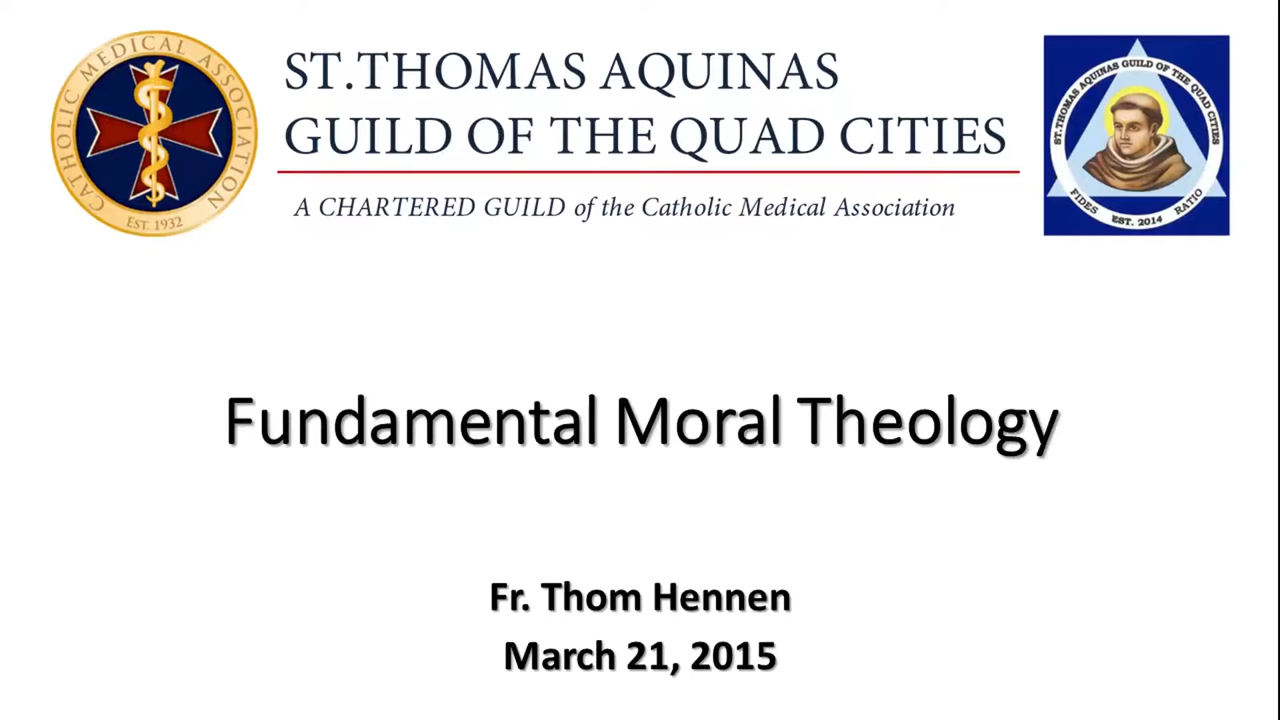 CATHOLIC MEDICAL ASSOCIATION
EST. 1932
ST. THOMAS AQUINAS
GUILD OF THE QUAD CITIES
A CHARTERED GUILD of the Catholic Medical Association
ST. THOMAS AQUINAS GUILD OF THE QUAD CITIES
FIDES EST. 2014 RATIO
Fundamental Moral Theology
Fr. Thom Hennen
March 21, 2015